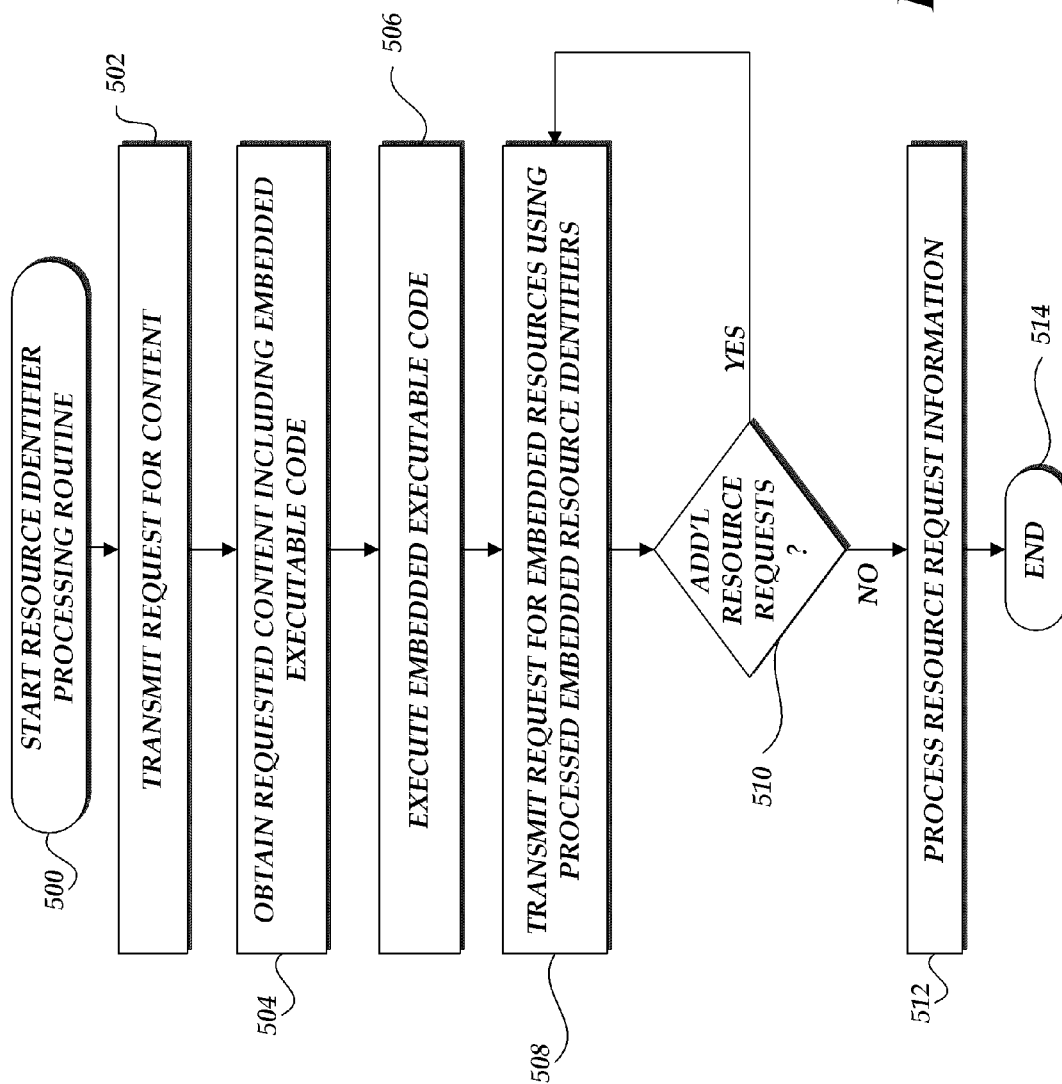 START RESOURCE IDENTIFIER
PROCESSING ROUTINE
500
TRANSMIT REQUEST FOR CONTENT
502
OBTAIN REQUESTED CONTENT INCLUDING EMBEDDED
EXECUTABLE CODE
504
EXECUTE EMBEDDED EXECUTABLE CODE
506
TRANSMIT REQUEST FOR EMBEDDED RESOURCES USING
PROCESSED EMBEDDED RESOURCE IDENTIFIERS
508
ADD'L
RESOURCE
REQUESTS
?
YES
510
NO
PROCESS RESOURCE REQUEST INFORMATION
512
END
514